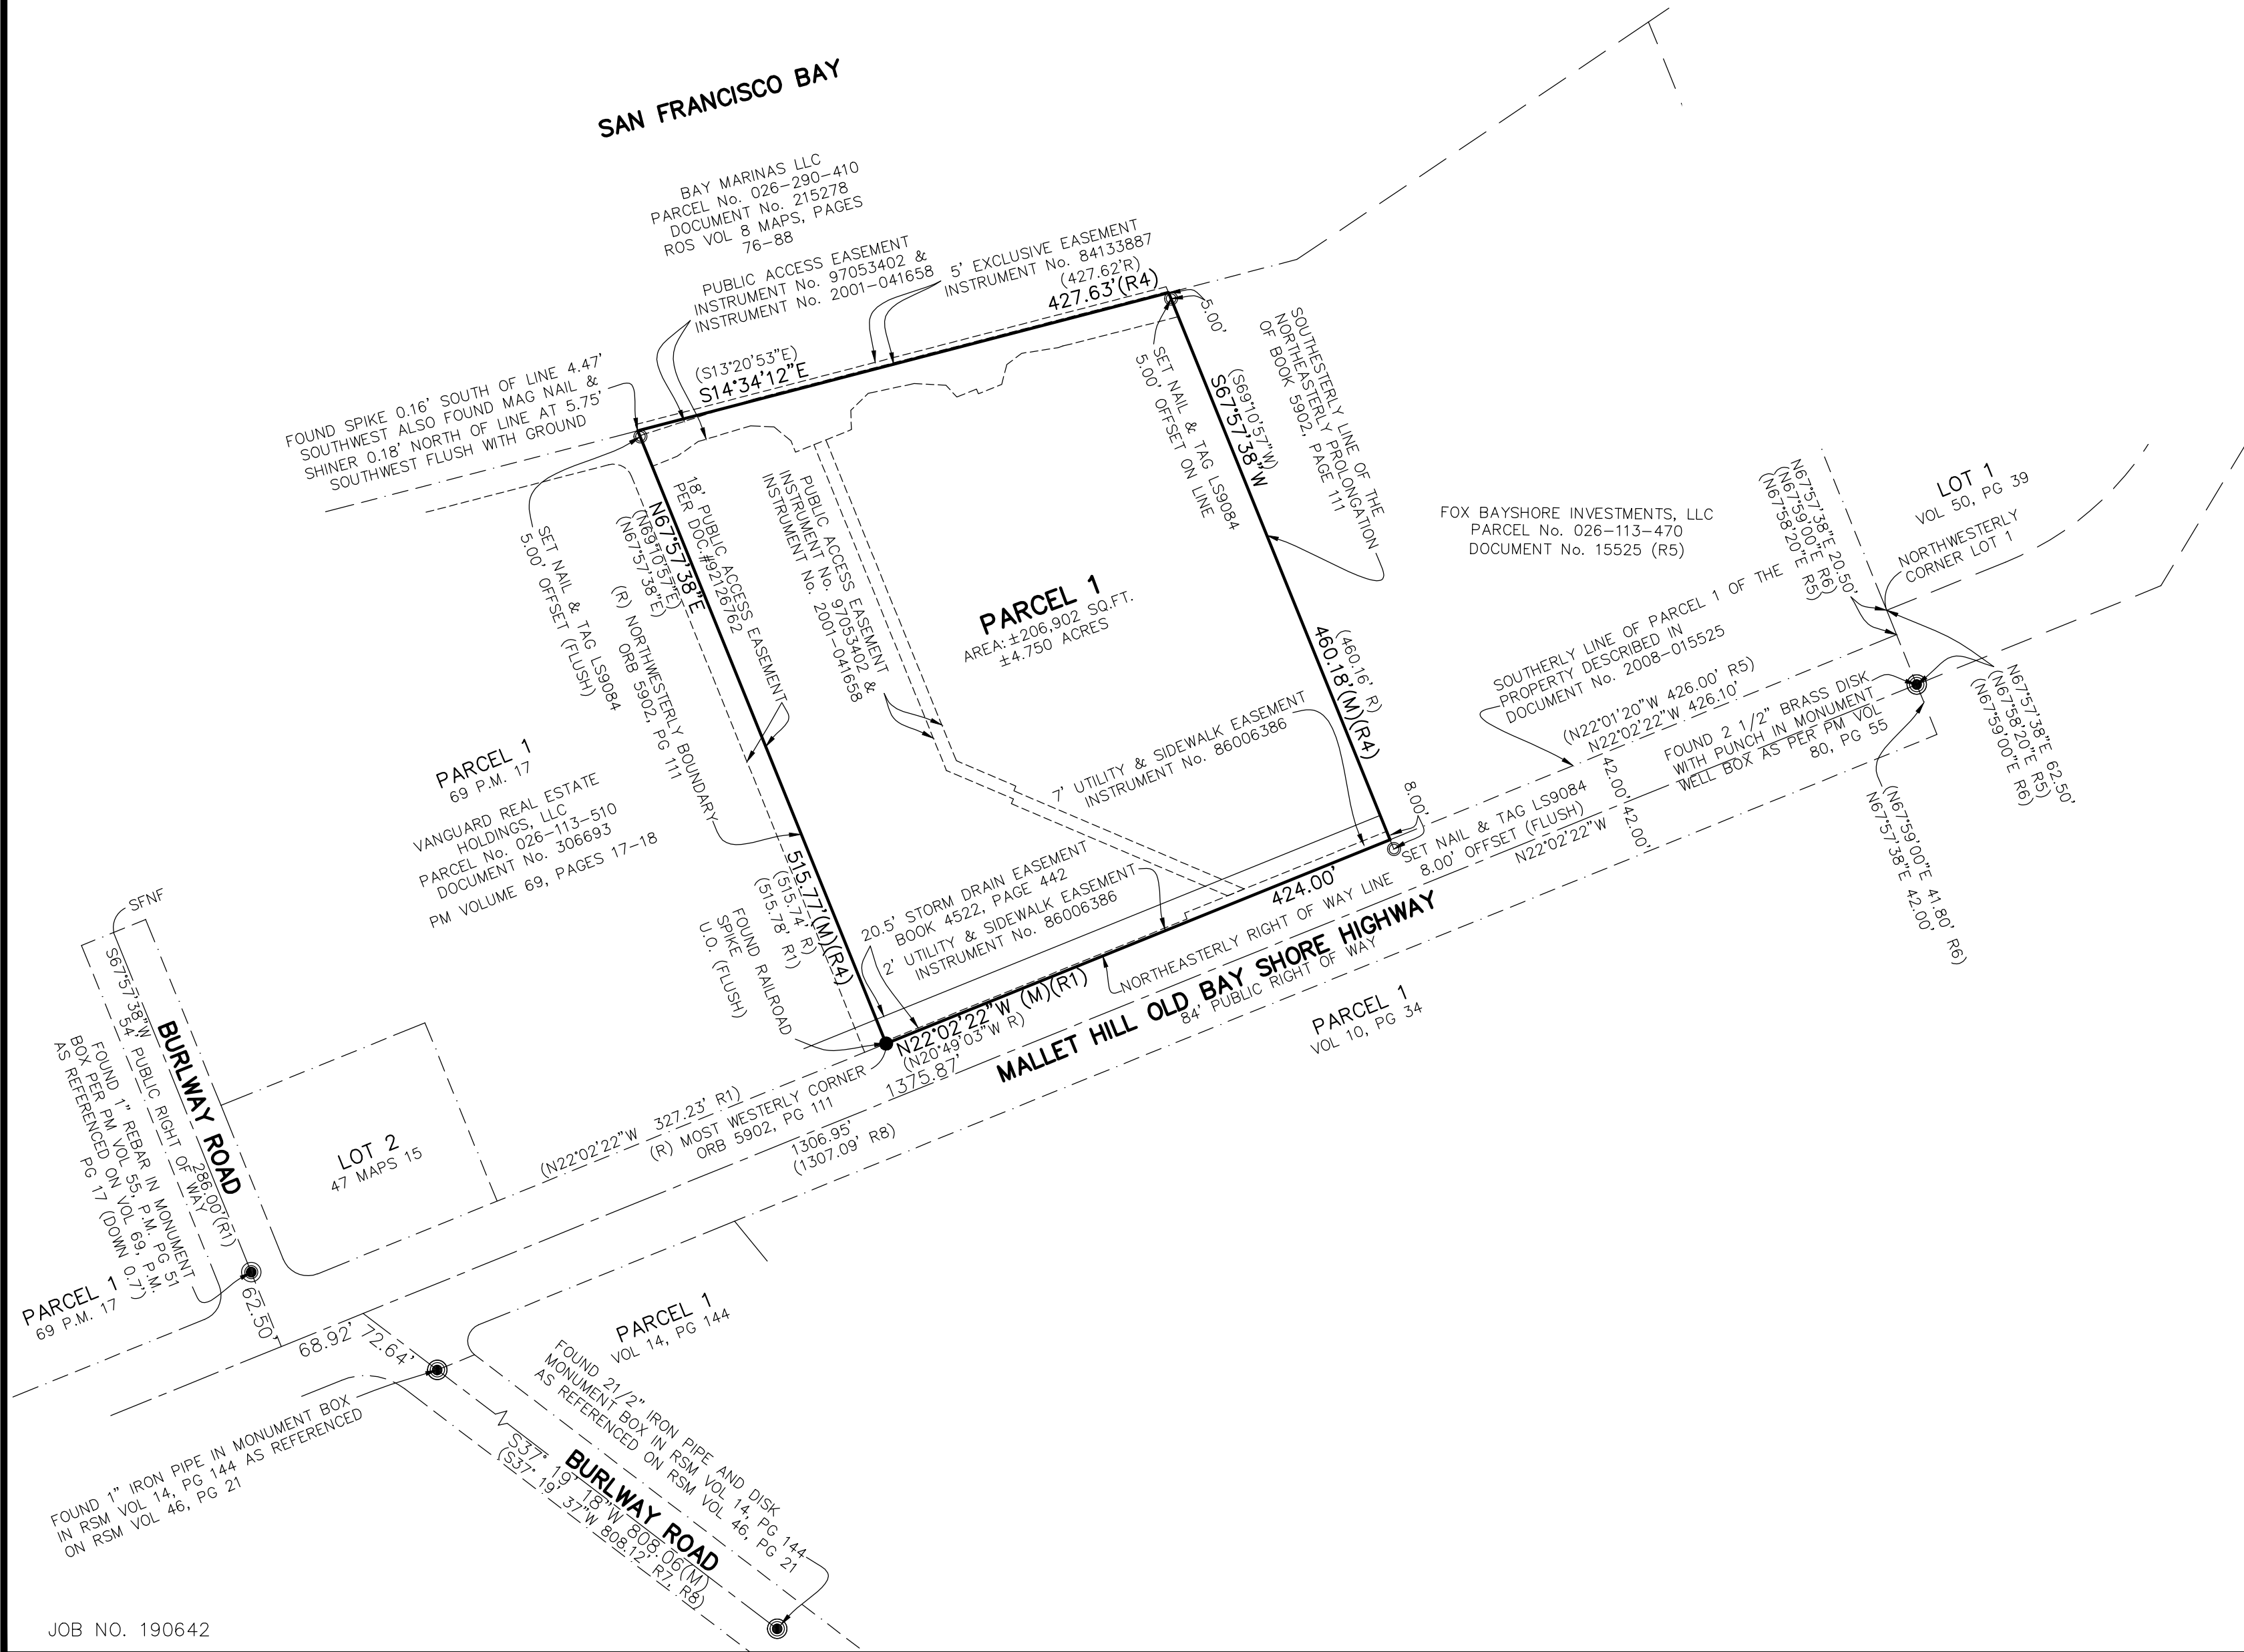 SAN FRANCISCO BAY
BAY MARINAS LLC
PARCEL No. 026-290-410
DOCUMENT No. 215278
ROS VOL 8 MAPS, PAGES
76-88
PUBLIC ACCESS EASEMENT
INSTRUMENT No. 97053402 &
INSTRUMENT No. 2001-041658
5' EXCLUSIVE EASEMENT
INSTRUMENT No. 84133887
(427.62'R)
427.63'(R4)
(S13°20'53"E)
S14°34'12"E
5.00'
FOUND SPIKE 0.16' SOUTH OF LINE 4.47'
SOUTHWEST ALSO FOUND MAG NAIL &
SHINER 0.18' NORTH OF LINE AT 5.75'
SOUTHWEST FLUSH WITH GROUND
SET NAIL & TAG LS9084
5.00' OFFSET ON LINE
(S69°10'57"W)
S67°57'38"W
SOUTHESTERLY LINE OF THE
NORTHEASTERLY PROLONGATION
OF BOOK 5902, PAGE 111
SET NAIL & TAG LS9084
5.00' OFFSET (FLUSH)
18' PUBLIC ACCESS EASEMENT
PER DOC.#92126762
N67°57'38"E
(N69°10'57"E)
(N67°57'38"E)
(R) NORTHWESTERLY BOUNDARY
ORB 5902, PG 111
PUBLIC ACCESS EASEMENT
INSTRUMENT No. 97053402 &
INSTRUMENT No. 2001-041658
PARCEL 1
AREA:±206,902 SQ.FT.
±4.750 ACRES
FOX BAYSHORE INVESTMENTS, LLC
PARCEL No. 026-113-470
DOCUMENT No. 15525 (R5)
N67°57'38"E 20.50'
(N67°59'00"E R6)
(N67°58'20"E R5)
LOT 1
VOL 50, PG 39
NORTHWESTERLY
CORNER LOT 1
(460.16' R)
460.18'(M)(R4)
SOUTHERLY LINE OF PARCEL 1 OF THE
PROPERTY DESCRIBED IN
DOCUMENT No. 2008-015525
(N22°01'20"W 426.00' R5)
N22°02'22"W 426.10'
N67°57'38"E 62.50'
(N67°58'20"E R5)
(N67°59'00"E R6)
FOUND 2 1/2" BRASS DISK
WITH PUNCH IN MONUMENT
WELL BOX AS PER PM VOL
80, PG 55
(N67°59'00"E 41.80' R6)
N67°57'38"E 42.00'
7' UTILITY & SIDEWALK EASEMENT
INSTRUMENT No. 86006386
8.00'
42.00'
42.00'
SET NAIL & TAG LS9084
8.00' OFFSET (FLUSH)
N22°02'22"W
PARCEL 1
69 P.M. 17
VANGUARD REAL ESTATE
HOLDINGS, LLC
PARCEL No. 026-113-510
DOCUMENT No. 306693
PM VOLUME 69, PAGES 17-18
515.77'(M)(R4)
(515.74' R)
(515.78' R1)
FOUND RAILROAD
SPIKE
U.O. (FLUSH)
20.5' STORM DRAIN EASEMENT
BOOK 4522, PAGE 442
2' UTILITY & SIDEWALK EASEMENT
INSTRUMENT No. 86006386
424.00'
NORTHEASTERLY RIGHT OF WAY LINE
N22°02'22"W (M)(R1)
(N20°49'03"W R)
1375.87'
MALLET HILL OLD BAY SHORE HIGHWAY
84' PUBLIC RIGHT OF WAY
PARCEL 1
VOL 10, PG 34
SFNF
S67°57'38"W
286.00'(R1)
54' PUBLIC RIGHT OF WAY
BURLWAY ROAD
FOUND 1" REBAR IN MONUMENT
BOX PER PM VOL 55, P.M. PG 51
AS REFERENCED ON VOL 69, P.M.
PG 17 (DOWN 0.7')
LOT 2
47 MAPS 15
(N22°02'22"W 327.23' R1)
(R) MOST WESTERLY CORNER
ORB 5902, PG 111
1306.95'
(1307.09' R8)
PARCEL 1
69 P.M. 17
62.50'
68.92'
72.64'
PARCEL 1
VOL 14, PG 144
FOUND 21/2" IRON PIPE AND DISK
MONUMENT BOX IN RSM VOL 14, PG 144
AS REFERENCED ON RSM VOL 46, PG 21
FOUND 1" IRON PIPE IN MONUMENT BOX
IN RSM VOL 14, PG 144 AS REFERENCED
ON RSM VOL 46, PG 21
BURLWAY ROAD
S37° 19' 18"W 808.06(M)
(S37° 19' 37"W 808.12' R7, R8)
JOB NO. 190642